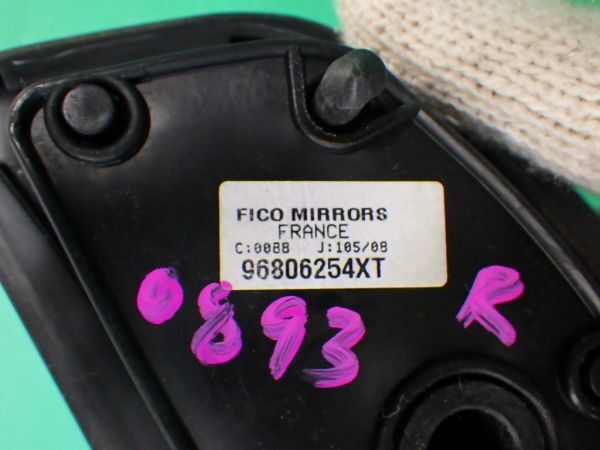 FICO MIRRORS
FRANCE
C:0088 J:105/08
96806254XT
0893 R